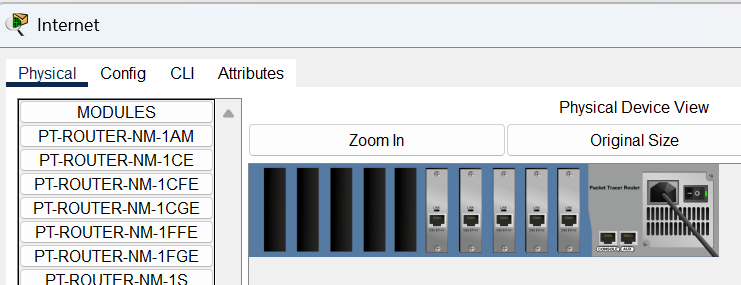 Internet
Physical Config CLI Attributes
MODULES
PT-ROUTER-NM-1AM
PT-ROUTER-NM-1CE
PT-ROUTER-NM-1CFE
PT-ROUTER-NM-1CGE
PT-ROUTER-NM-1FFE
PT-ROUTER-NM-1FGE
PT-ROUTER-NM-1S
Physical Device View
Zoom In Original Size
Packet Tracer Router
CONSOLE AUX